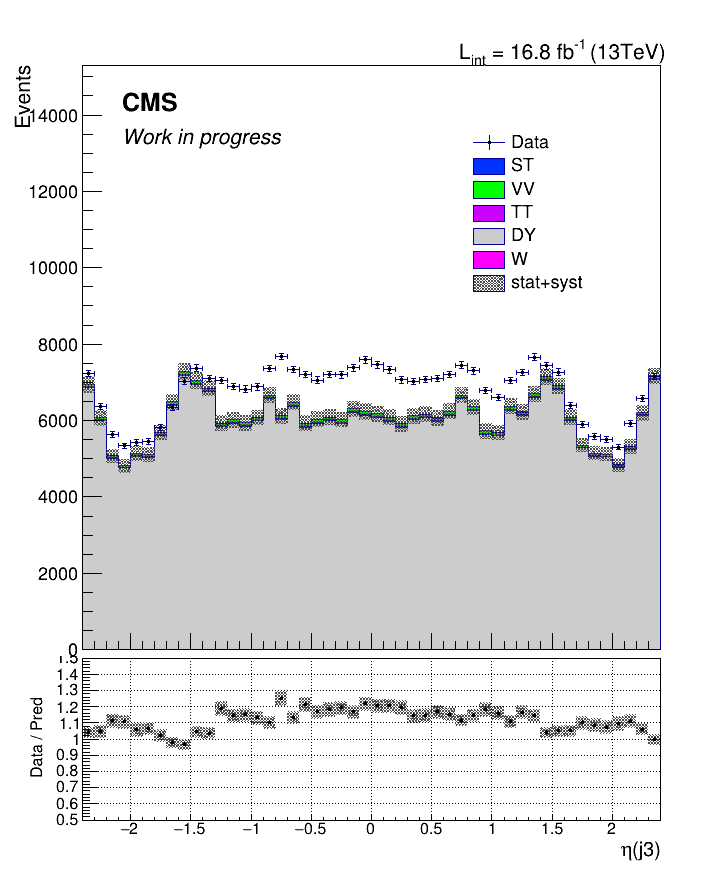 L_int = 16.8 fb^-1 (13TeV)
Events
CMS
Work in progress
Data
ST
VV
TT
DY
W
stat+syst
14000
12000
10000
8000
6000
4000
2000
0
1.5
1.4
1.3
1.2
1.1
1
0.9
0.8
0.7
0.6
0.5
Data / Pred
−2 −1.5 −1 −0.5 0 0.5 1 1.5 2
η(j3)